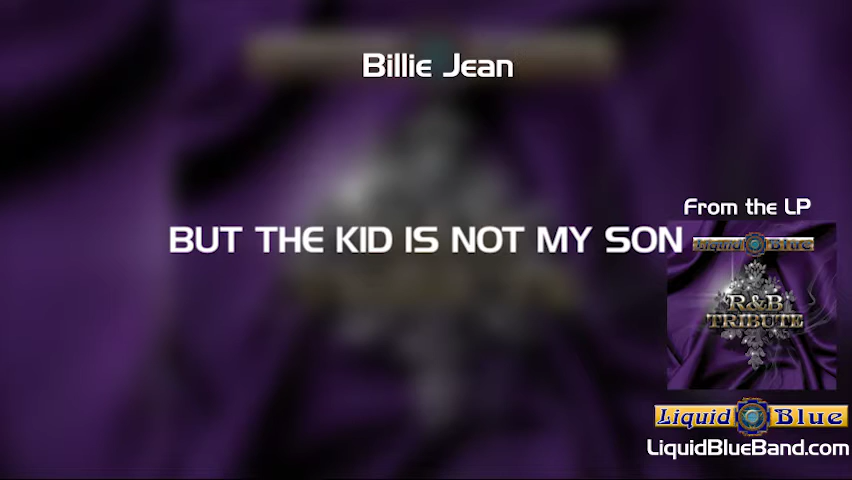 Billie Jean
From the LP
BUT THE KID IS NOT MY SON
Liquid Blue
R&B
TRIBUTE
Liquid Blue
LiquidBlueBand.com